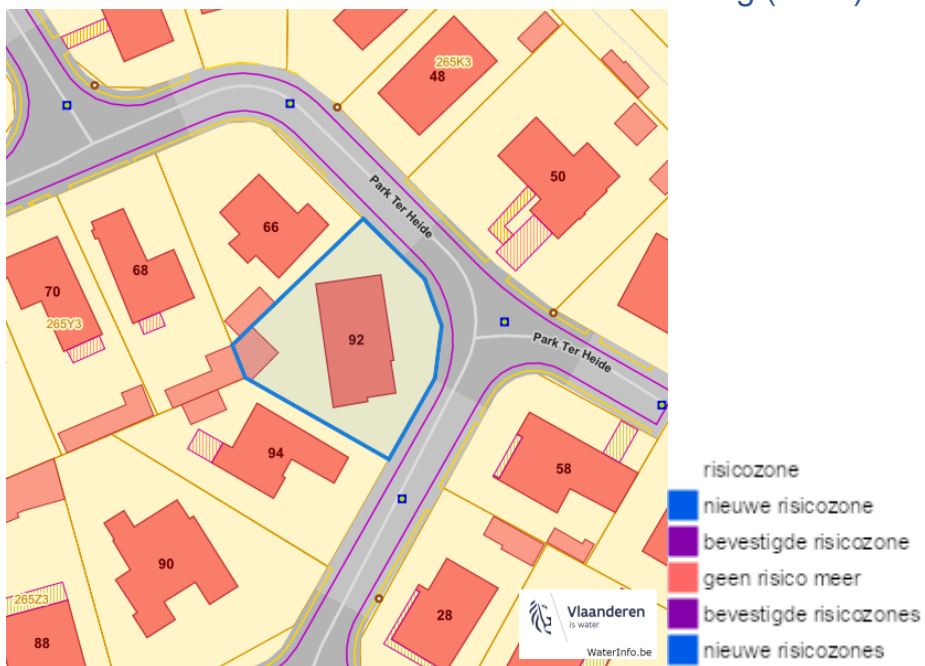 48
265K3
50
Park Ter Heide
66
68
70
265Y3
92
Park Ter Heide
94
58
90
265Z3
88
28
Vlaanderen
is water
WaterInfo.be
risicozone
nieuwe risicozone
bevestigde risicozone
geen risico meer
bevestigde risicozones
nieuwe risicozones